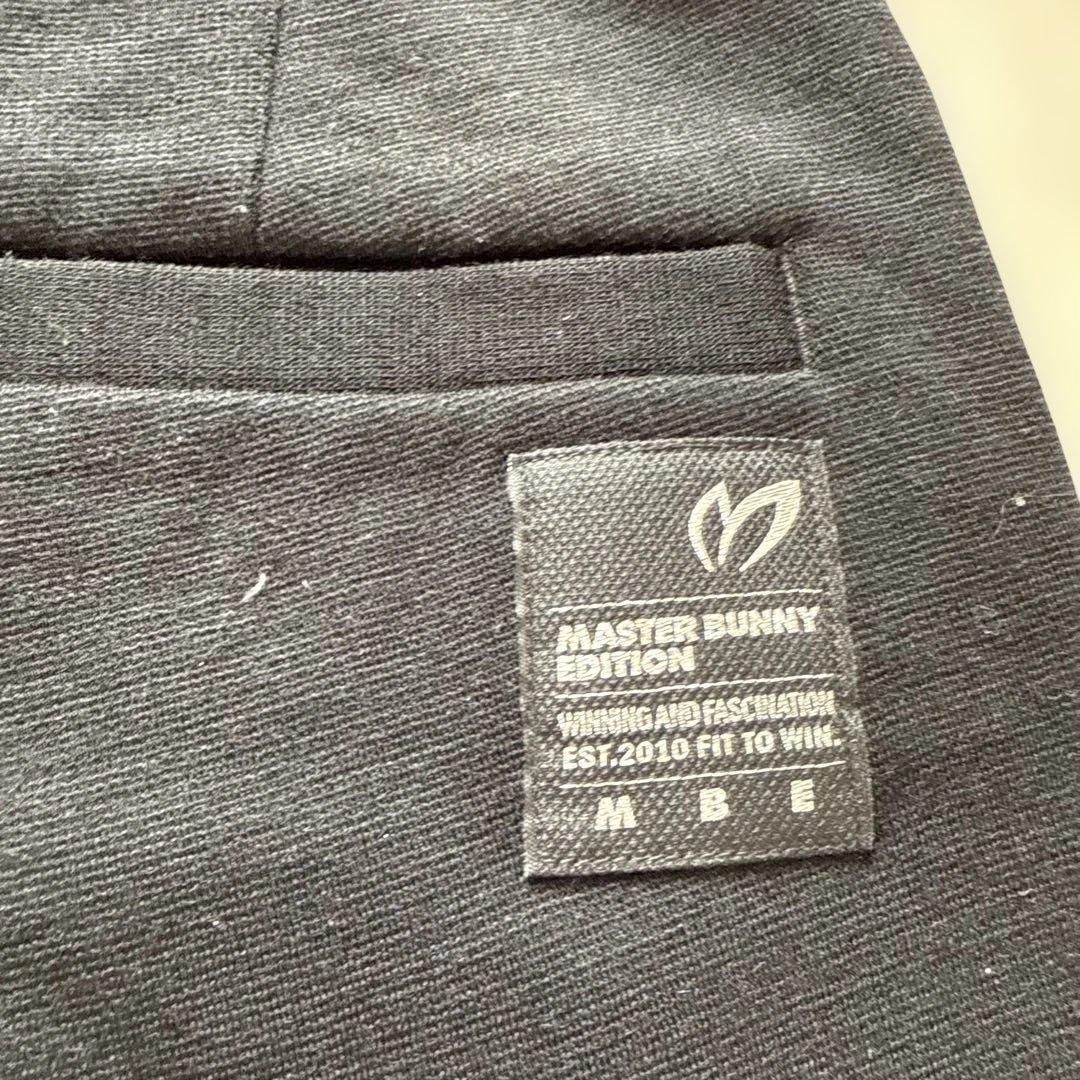 MASTER BUNNY
EDITION
WINNING AND FASCINATION
EST.2010 FIT TO WIN.
M B E